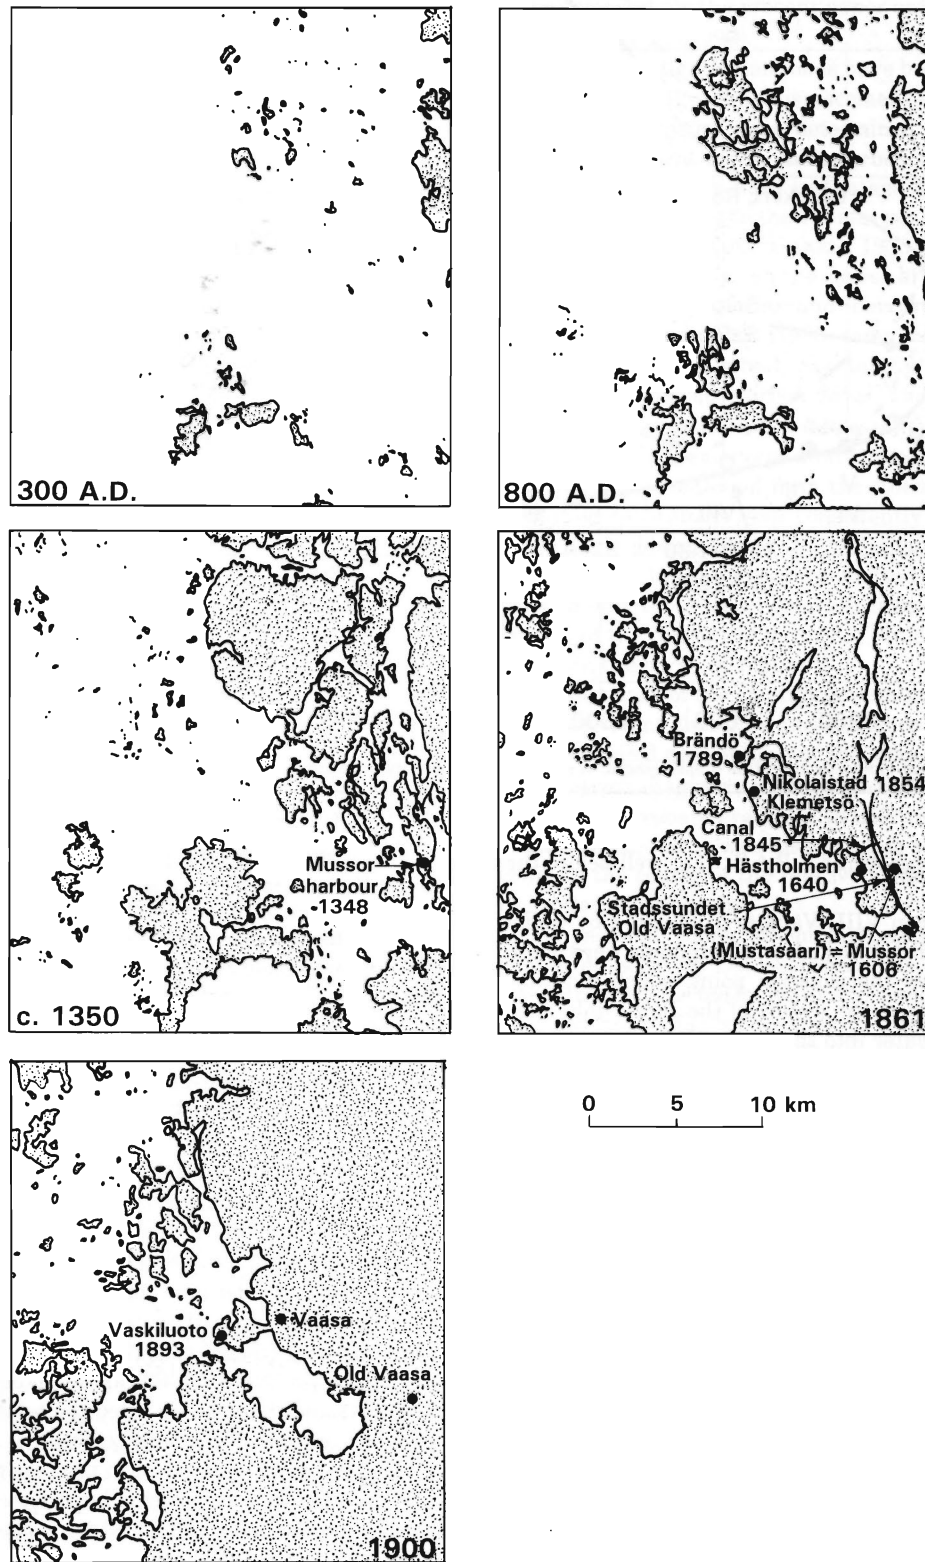 300 A.D.
800 A.D.
Mussor
harbour
1348
c. 1350
Brändö
1789
Nikolaistad 1854
Klemetsö
Canal
1845
Hästholmen
1640
Stadssundet
Old Vaasa
(Mustasaari) = Mussor
1606
1861
0 5 10 km
Vaskiluoto
1893
Vaasa
Old Vaasa
1900